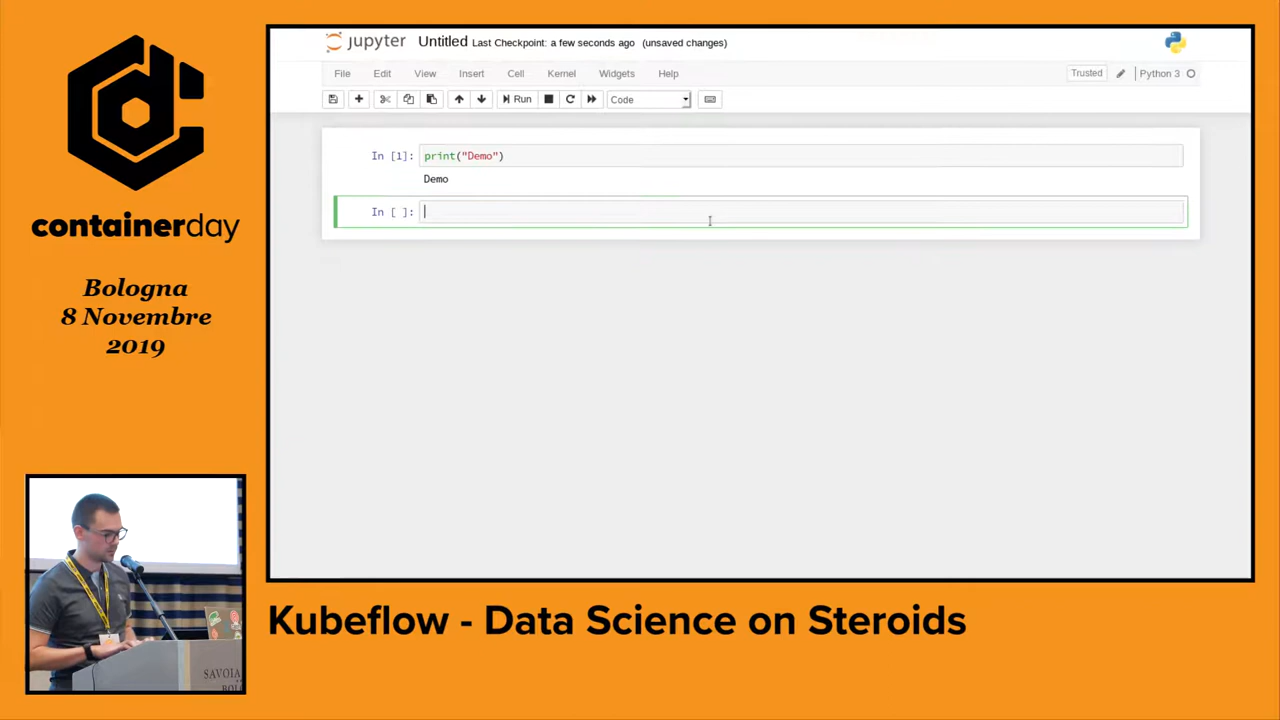 containerday
Bologna
8 Novembre
2019
jupyter Untitled Last Checkpoint: a few seconds ago (unsaved changes)
File Edit View Insert Cell Kernel Widgets Help Trusted Python 3
Run Code
In [1]: print("Demo")
Demo
In [ ]:
SAVOIA
Kubeflow - Data Science on Steroids